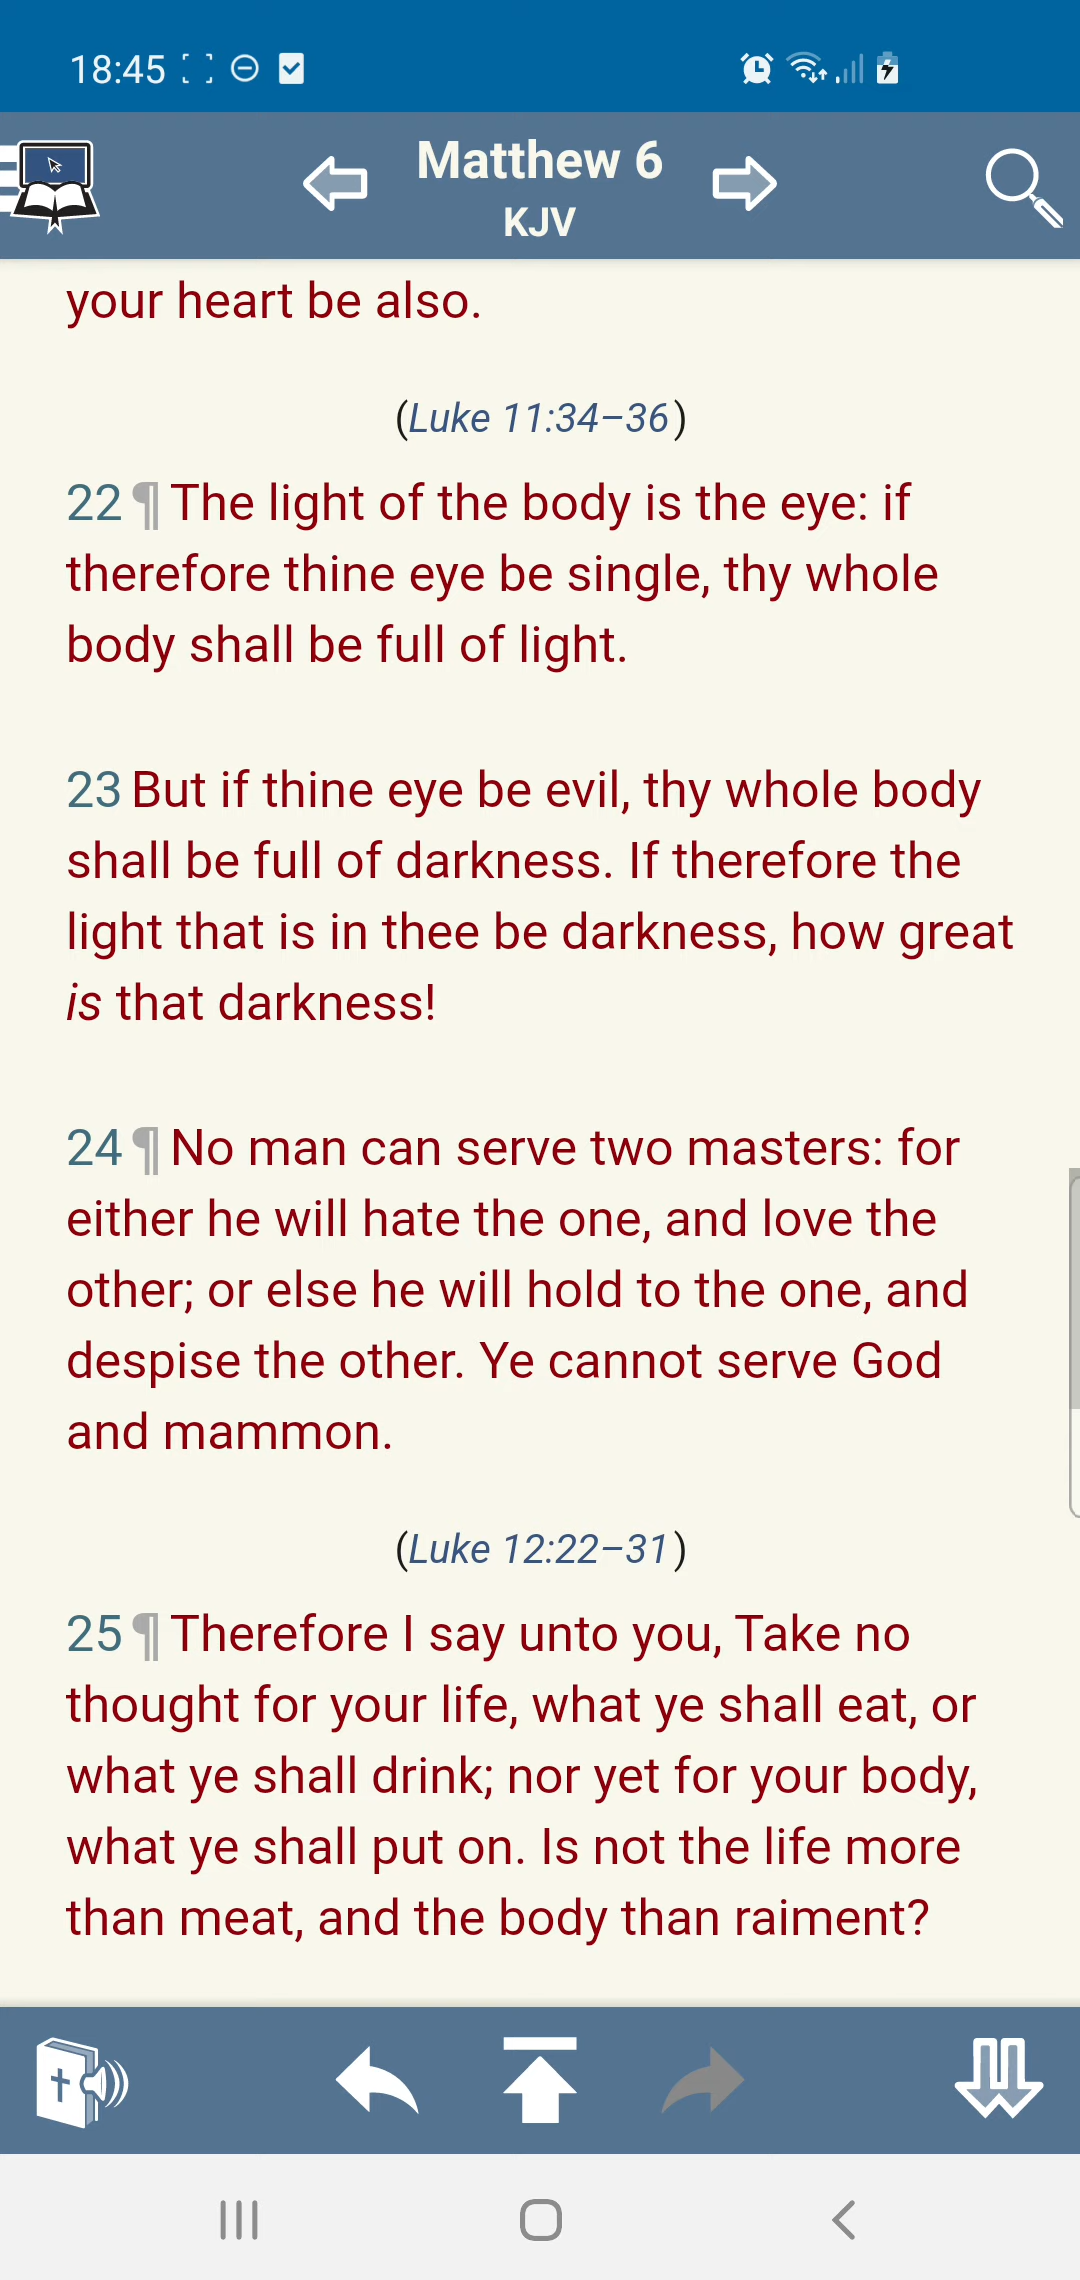 18:45
Matthew 6
KJV
your heart be also.
(Luke 11:34–36)
22 ¶ The light of the body is the eye: if
therefore thine eye be single, thy whole
body shall be full of light.
23 But if thine eye be evil, thy whole body
shall be full of darkness. If therefore the
light that is in thee be darkness, how great
is that darkness!
24 ¶ No man can serve two masters: for
either he will hate the one, and love the
other; or else he will hold to the one, and
despise the other. Ye cannot serve God
and mammon.
(Luke 12:22–31)
25 ¶ Therefore I say unto you, Take no
thought for your life, what ye shall eat, or
what ye shall drink; nor yet for your body,
what ye shall put on. Is not the life more
than meat, and the body than raiment?